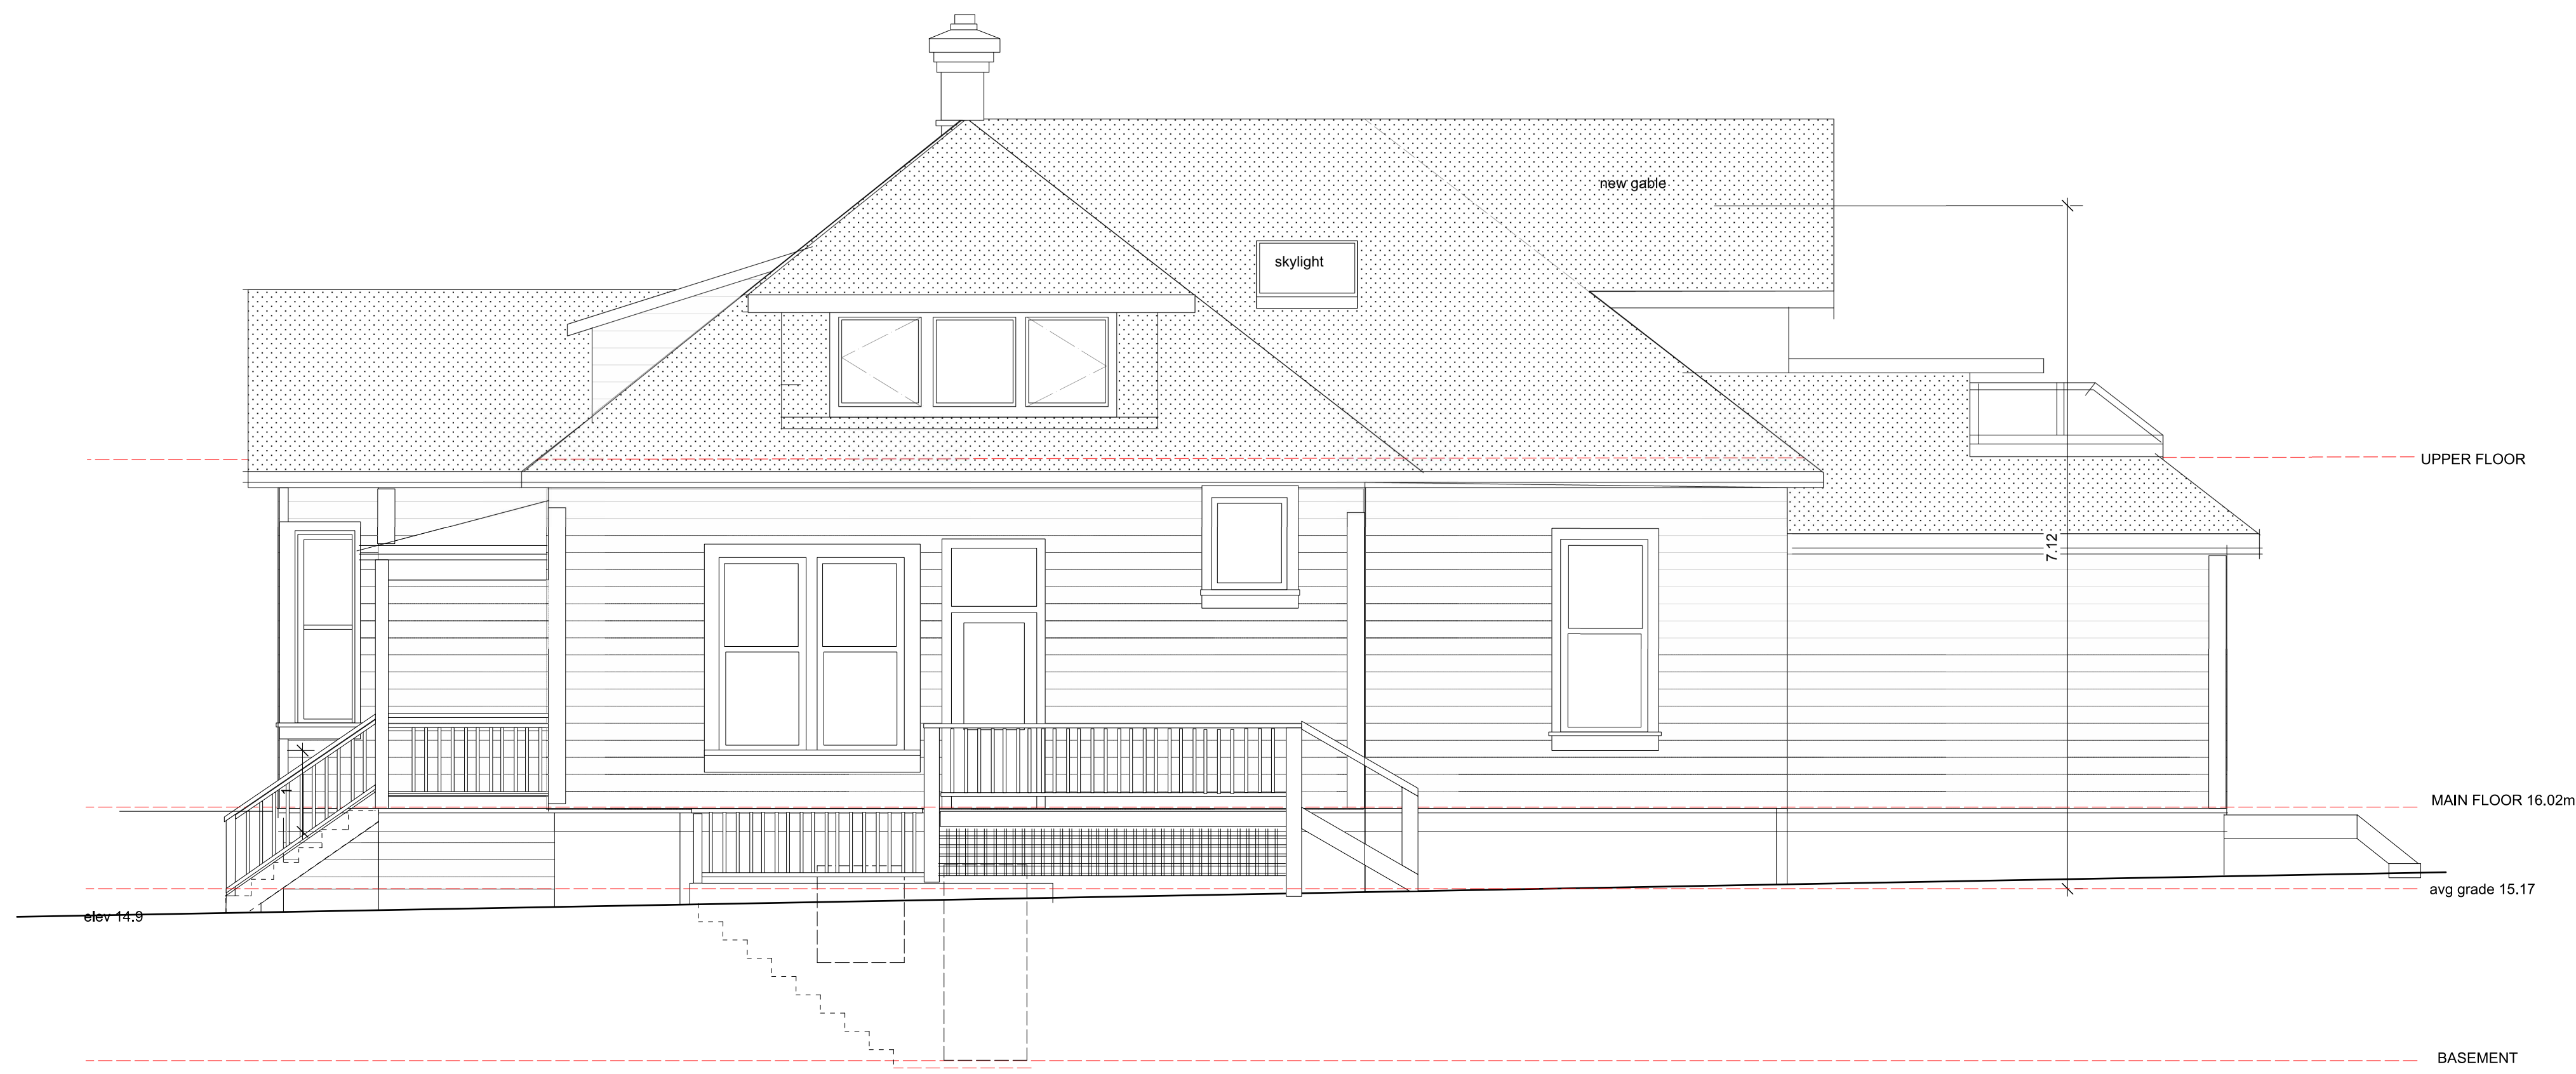 new gable
skylight
UPPER FLOOR
7.12
MAIN FLOOR 16.02m
1
avg grade 15.17
elev 14.9
BASEMENT